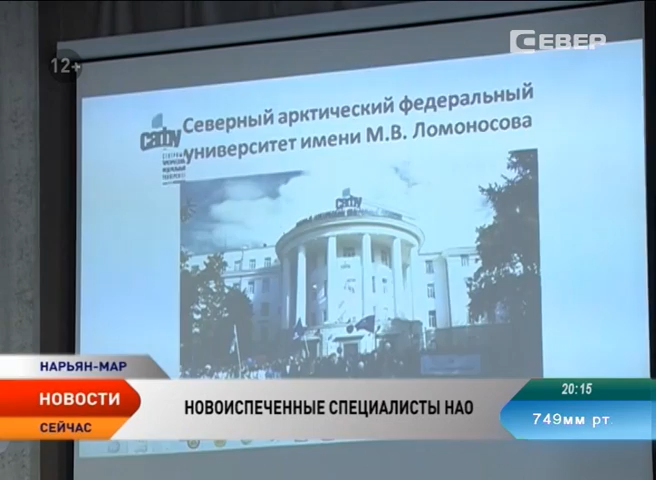 СЕВЕР
12+
Северный арктический федеральный
университет имени М.В. Ломоносова
сафу
сафу
НАРЬЯН-МАР
НОВОСТИ
СЕЙЧАС
НОВОИСПЕЧЕННЫЕ СПЕЦИАЛИСТЫ НАО
20:15
749мм рт.